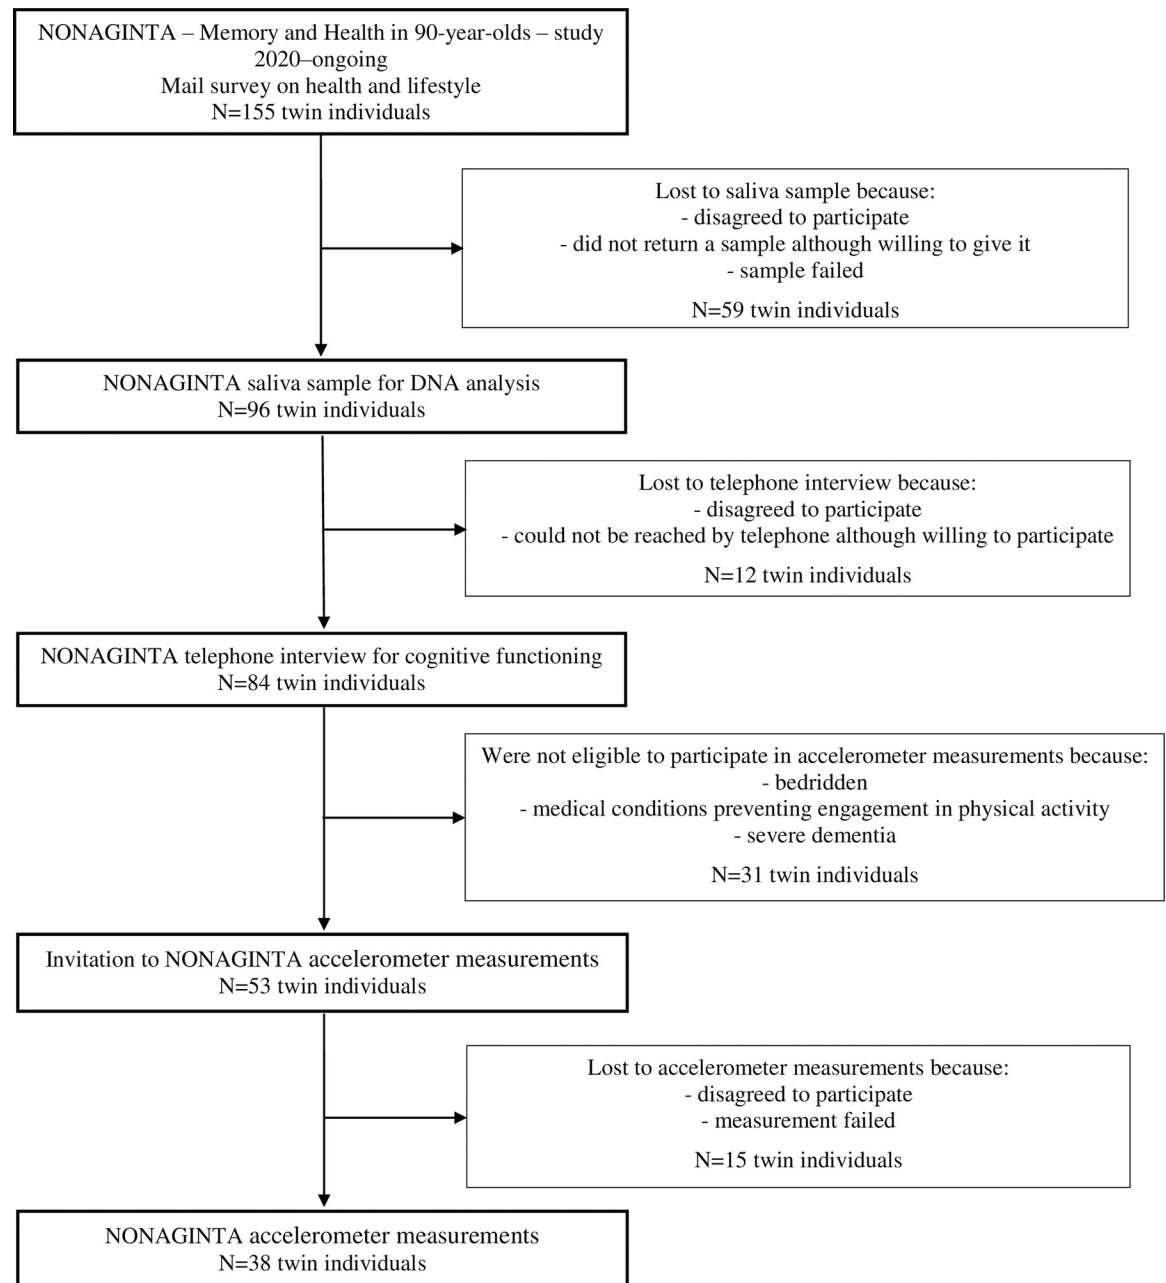 NONAGINTA – Memory and Health in 90-year-olds – study
2020–ongoing
Mail survey on health and lifestyle
N=155 twin individuals
Lost to saliva sample because:
- disagreed to participate
- did not return a sample although willing to give it
- sample failed
N=59 twin individuals
NONAGINTA saliva sample for DNA analysis
N=96 twin individuals
Lost to telephone interview because:
- disagreed to participate
- could not be reached by telephone although willing to participate
N=12 twin individuals
NONAGINTA telephone interview for cognitive functioning
N=84 twin individuals
Were not eligible to participate in accelerometer measurements because:
- bedridden
- medical conditions preventing engagement in physical activity
- severe dementia
N=31 twin individuals
Invitation to NONAGINTA accelerometer measurements
N=53 twin individuals
Lost to accelerometer measurements because:
- disagreed to participate
- measurement failed
N=15 twin individuals
NONAGINTA accelerometer measurements
N=38 twin individuals